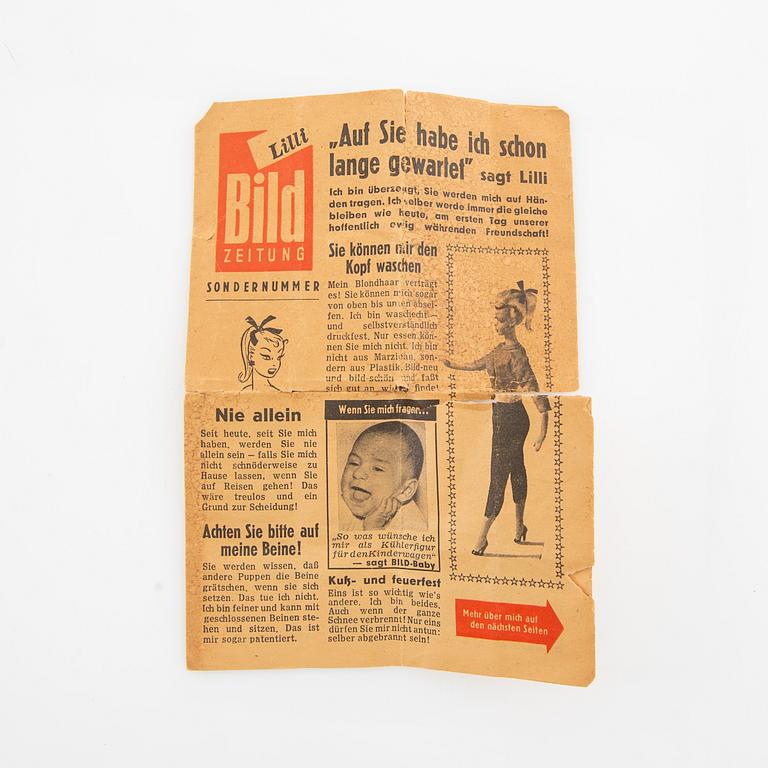 Lilli
Bild
ZEITUNG
SONDERNUMMER
„Auf Sie habe ich schon
lange gewartet" sagt Lilli
Ich bin überzeugt, Sie werden mich auf Hän-
den tragen. Ich selber werde immer die gleiche
bleiben wie heute, am ersten Tag unserer
hoffentlich ewig währenden Freundschaft!
Sie können mir den
Kopf waschen
Mein Blondhaar verträgt
es! Sie können mich sogar
von oben bis unten absei-
fen. Ich bin waschecht —
und selbstverständlich
druckfest. Nur essen kön-
nen Sie mich nicht. Ich bin
nicht aus Marzipan, son-
dern aus Plastik. Bild-neu
und bild-schön und faßt
sich gut an, wie findet
Nie allein
Seit heute, seit Sie mich
haben, werden Sie nie
allein sein — falls Sie mich
nicht schnöderweise zu
Hause lassen, wenn Sie
auf Reisen gehen! Das
wäre treulos und ein
Grund zur Scheidung!
Achten Sie bitte auf
meine Beine!
Sie werden wissen, daß
andere Puppen die Beine
grätschen, wenn sie sich
setzen. Das tue ich nicht.
Ich bin feiner und kann mit
geschlossenen Beinen ste-
hen und sitzen. Das ist
mir sogar patentiert.
Wenn Sie mich fragen...
„So was wünsche ich
mir als Kühlerfigur
für den Kinderwagen"
— sagt BILD-Baby
Kuß- und feuerfest
Eins ist so wichtig wie's
andere. Ich bin beides.
Auch wenn der ganze
Schnee verbrennt! Nur eins
dürfen Sie mir nicht antun:
selber abgebrannt sein!
Mehr über mich auf
den nächsten Seiten